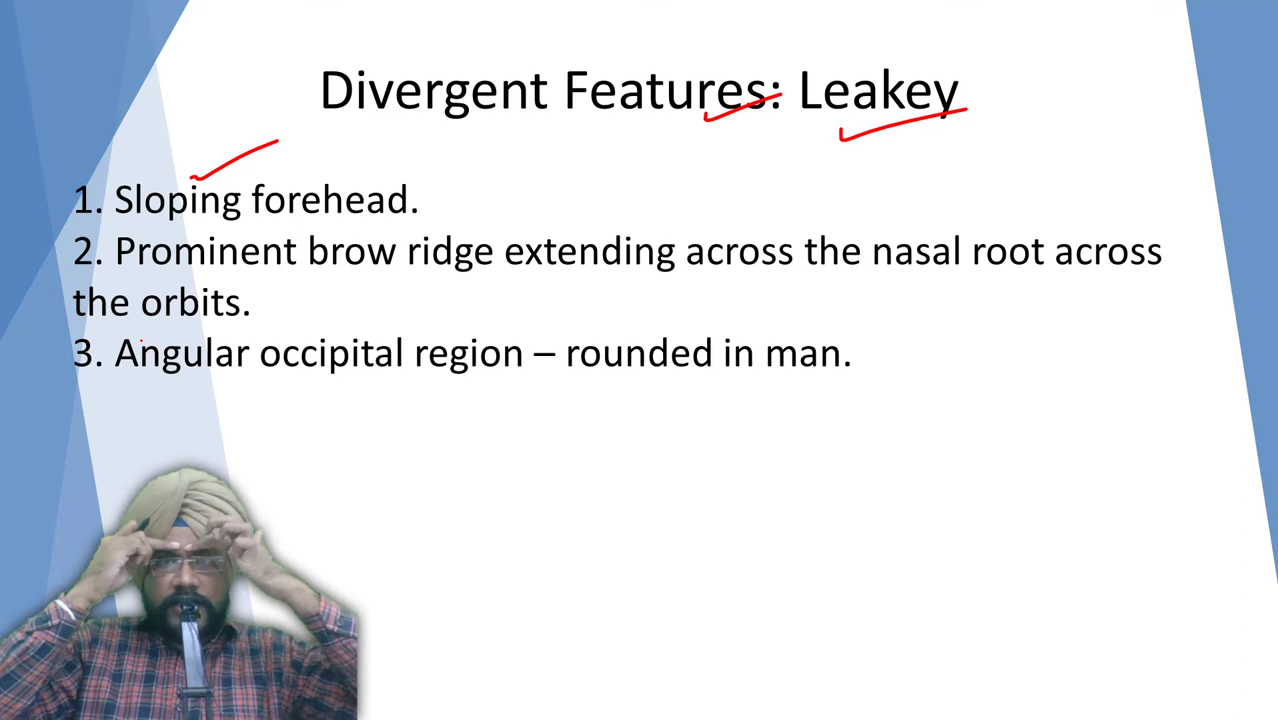 Divergent Features: Leakey
1. Sloping forehead.
2. Prominent brow ridge extending across the nasal root across
the orbits.
3. Angular occipital region – rounded in man.